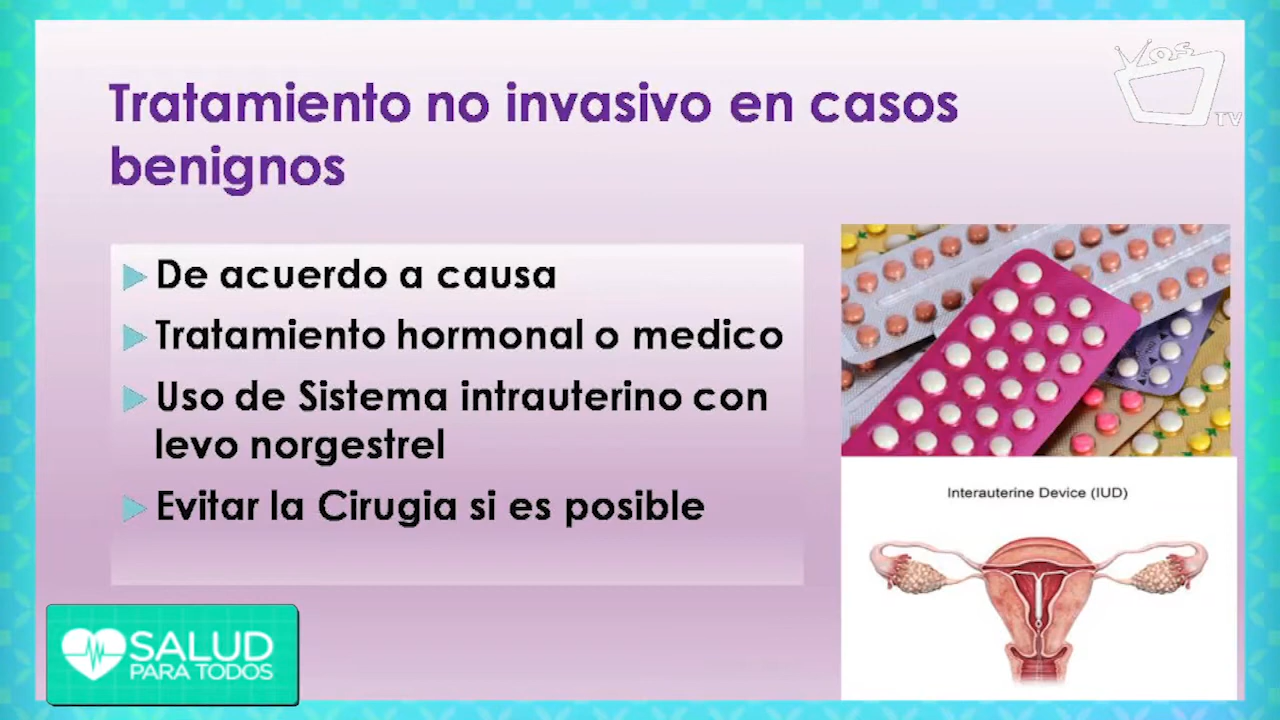 VOS
TV
Tratamiento no invasivo en casos
benignos
De acuerdo a causa
Tratamiento hormonal o medico
Uso de Sistema intrauterino con
levo norgestrel
Evitar la Cirugia si es posible
Interauterine Device (IUD)
SALUD
PARA TODOS